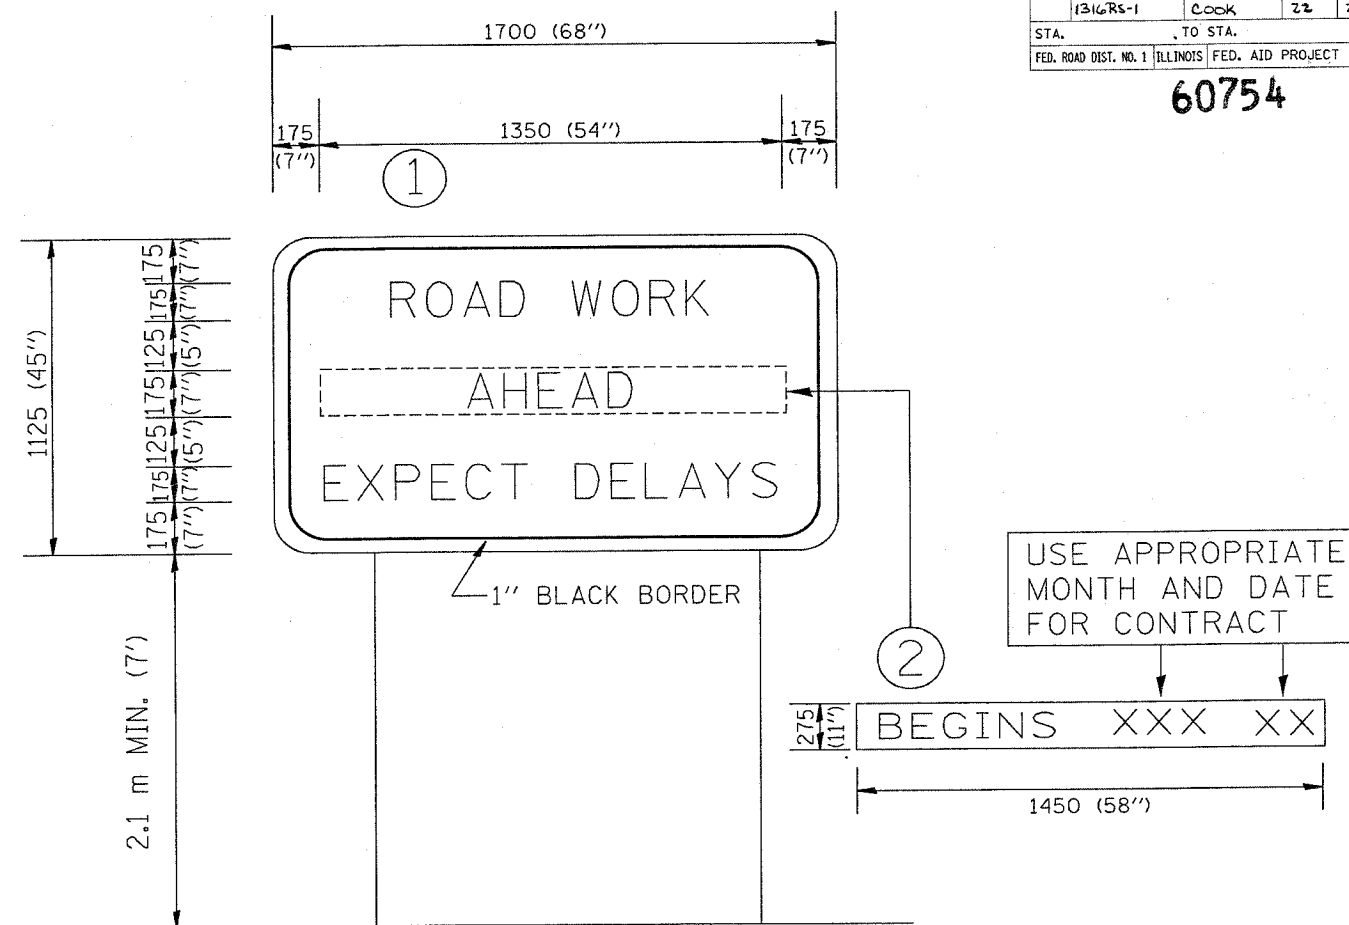 1316RS-1 COOK 22
STA. TO STA.
FED. ROAD DIST. NO. 1 ILLINOIS FED. AID PROJECT
60754
1700 (68")
175 (7")
1350 (54")
175 (7")
1
1125 (45")
175 (7")
175 (7")
125 (5")
175 (7")
125 (5")
175 (7")
175 (7")
ROAD WORK
AHEAD
EXPECT DELAYS
1" BLACK BORDER
2.1 m MIN. (7')
USE APPROPRIATE
MONTH AND DATE
FOR CONTRACT
2
275 (11")
BEGINS XXX XX
1450 (58")